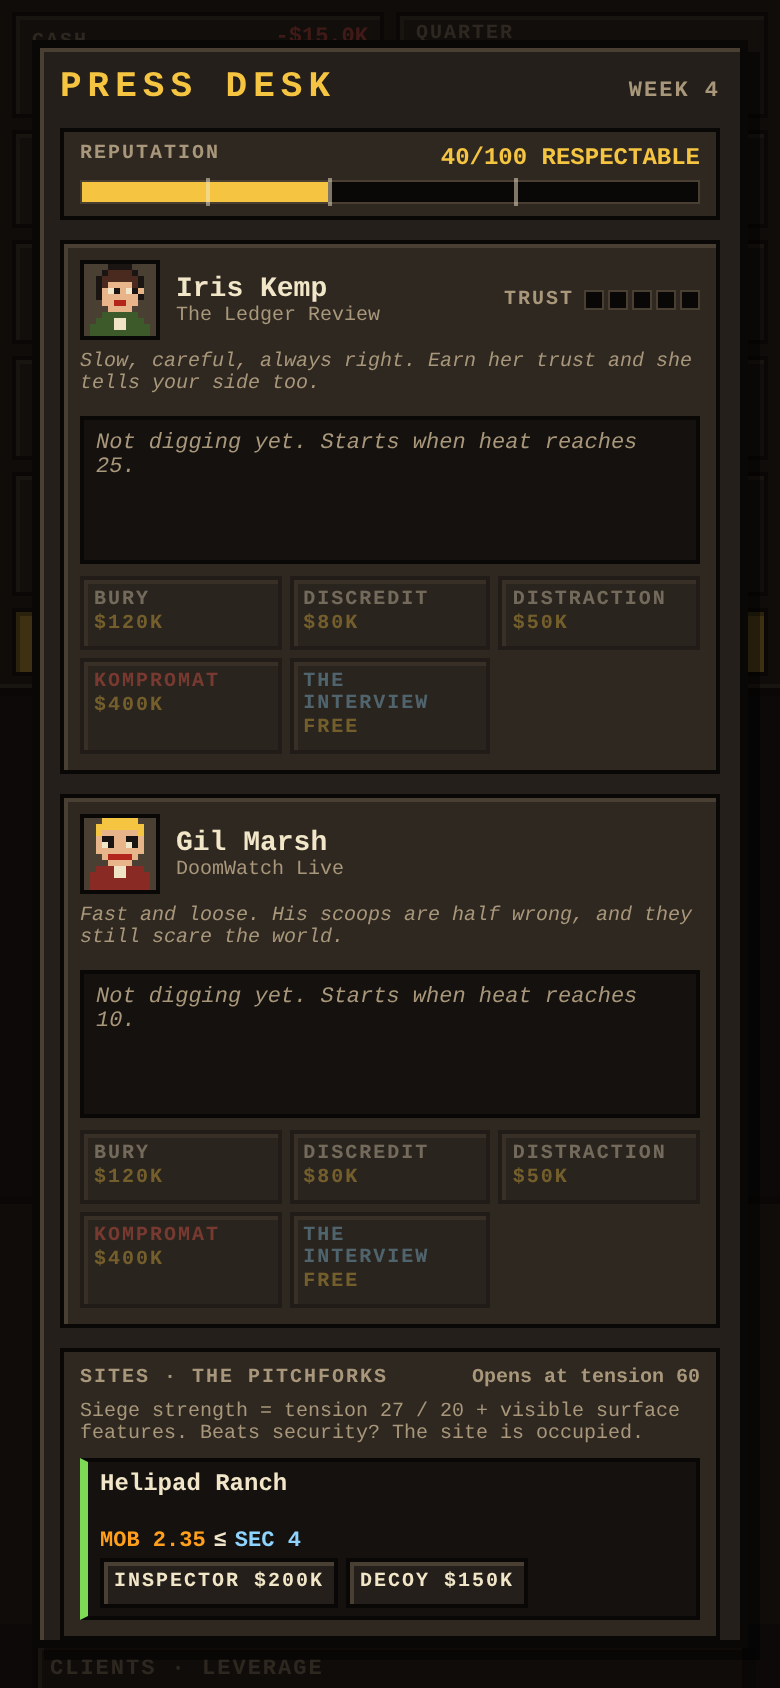 CASH -$15.0K QUARTER
PRESS DESK WEEK 4
REPUTATION 40/100 RESPECTABLE
Iris Kemp
The Ledger Review
TRUST
Slow, careful, always right. Earn her trust and she
tells your side too.
Not digging yet. Starts when heat reaches
25.
BURY DISCREDIT DISTRACTION
$120K $80K $50K
KOMPROMAT THE
$400K INTERVIEW
FREE
Gil Marsh
DoomWatch Live
Fast and loose. His scoops are half wrong, and they
still scare the world.
Not digging yet. Starts when heat reaches
10.
BURY DISCREDIT DISTRACTION
$120K $80K $50K
KOMPROMAT THE
$400K INTERVIEW
FREE
SITES · THE PITCHFORKS Opens at tension 60
Siege strength = tension 27 / 20 + visible surface
features. Beats security? The site is occupied.
Helipad Ranch
MOB 2.35 ≤ SEC 4
INSPECTOR $200K DECOY $150K
CLIENTS · LEVERAGE